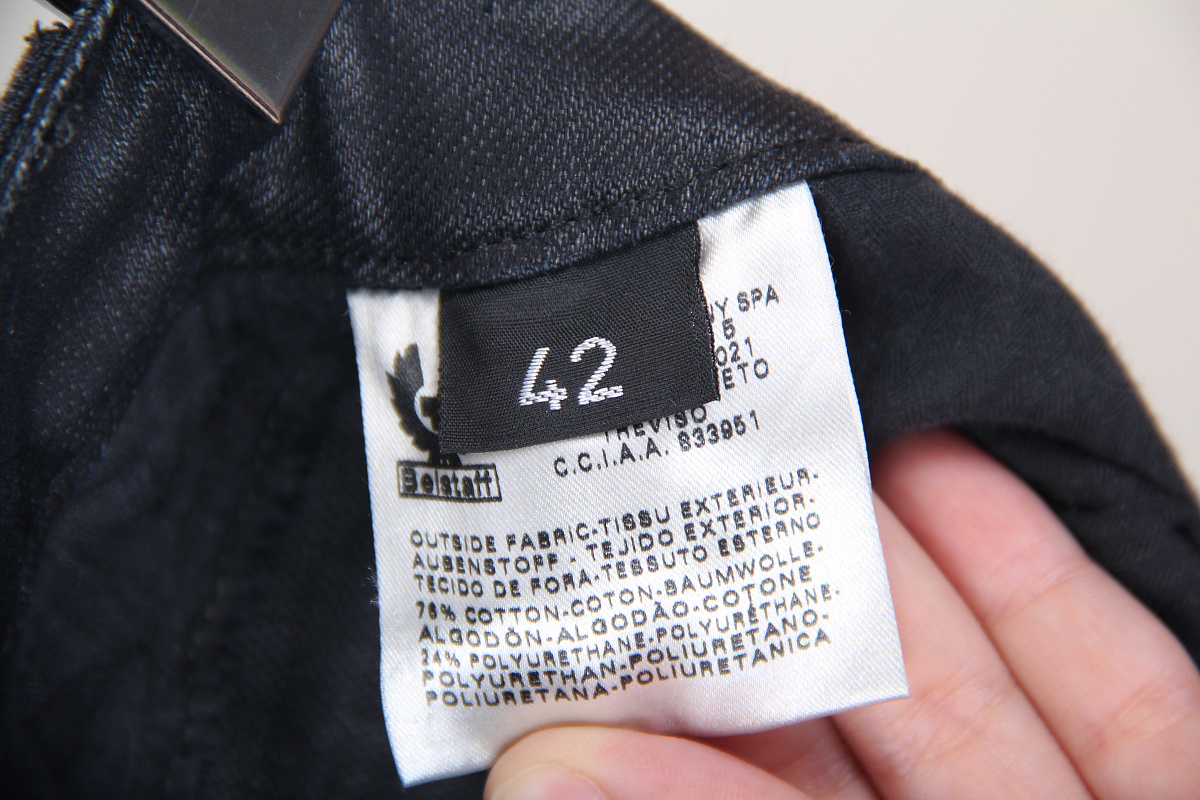 42
SPA
5
021
ETO
TREVISO
C.C.I.A.A. 833951
Belstaff
OUTSIDE FABRIC-TISSU EXTERIEUR-
AUBENSTOFF - TEJIDO EXTERIOR-
TECIDO DE FORA-TESSUTO ESTERNO
76% COTTON-COTON-BAUMWOLLE-
ALGODÓN-ALGODÃO-COTONE
24% POLYURETHANE-POLYURÉTHANE-
POLYURETHAN-POLIURETANO-
POLIURETANA-POLIURETANICA